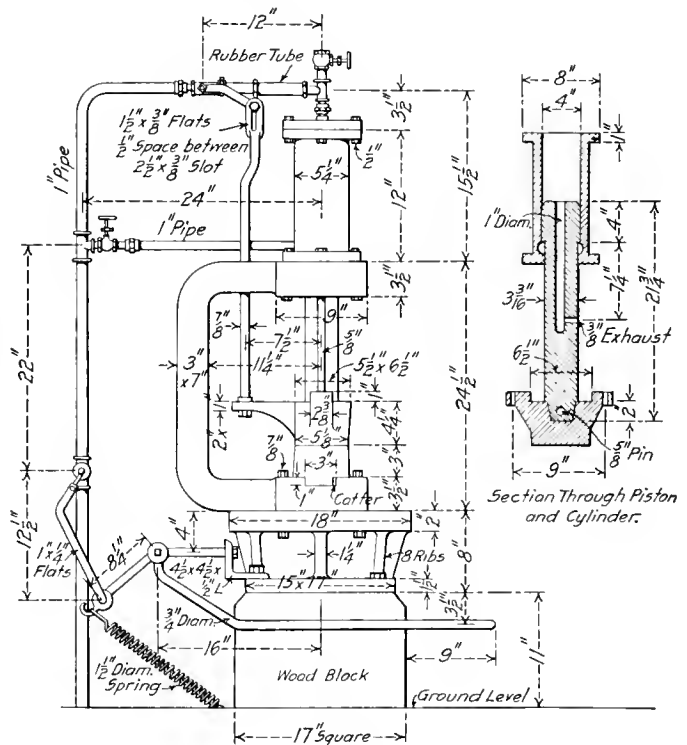 12"
Rubber Tube
1½" x ⅜" Flats
½" Space between
2½" x ⅜" Slot
1" Pipe
24"
1" Pipe
5¼"
½"
3½"
12"
15½"
3½"
9"
⅞"
7½"
⅝"
3"
x 7"
11¼"
5½" x 6½"
24½"
22"
1"
2" x 1"
2⅜"
4¼"
5⅛"
⅞"
3"
3"
1"
Cutter
3½"
18"
2"
12½"
1" x ¼"
Flats
8¼"
4"
4½" x 4½" x
½" L
1¼"
8 Ribs
8"
15" x 17"
1½"
3½"
¾" Diam.
16"
9"
11"
1½" Diam.
Spring
Wood Block
Ground Level
17" Square
8"
4"
1"
1" Diam.
4"
7¼"
21¾"
3 3/16"
⅜" Exhaust
6½"
2"
⅝" Pin
9"
Section Through Piston
and Cylinder.